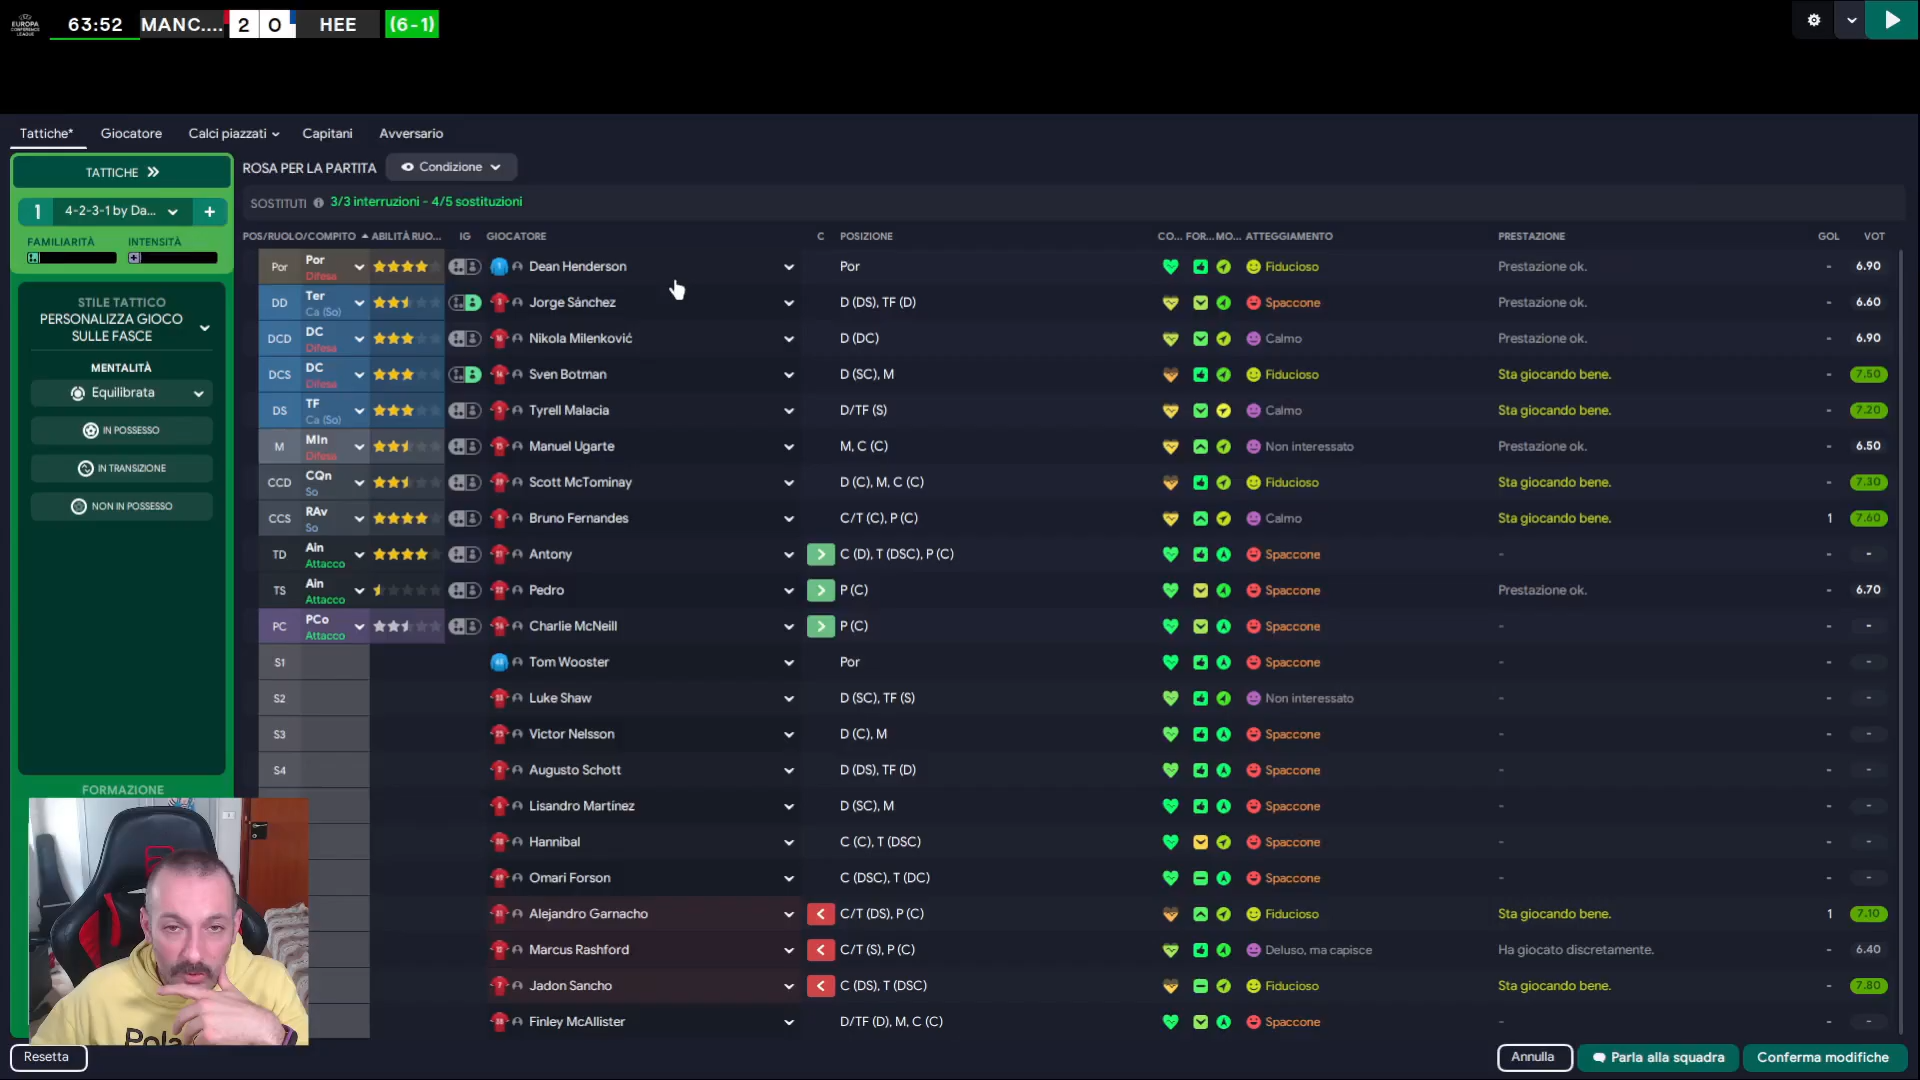 EUROPA CONFERENCE LEAGUE 63:52 MANC.... 2 0 HEE (6-1)
Tattiche* Giocatore Calci piazzati Capitani Avversario
TATTICHE
1 4-2-3-1 by Da... +
FAMILIARITÀ INTENSITÀ
STILE TATTICO
PERSONALIZZA GIOCO
SULLE FASCE
MENTALITÀ
Equilibrata
IN POSSESSO
IN TRANSIZIONE
NON IN POSSESSO
FORMAZIONE
ROSA PER LA PARTITA Condizione
SOSTITUTI 3/3 interruzioni - 4/5 sostituzioni
POS/RUOLO/COMPITO ABILITÀ RUO... IG GIOCATORE C POSIZIONE CO... FOR... MO... ATTEGGIAMENTO PRESTAZIONE GOL VOT
Por Por Difesa Dean Henderson Por Fiducioso Prestazione ok. - 6.90
DD Ter Ca (So) Jorge Sánchez D (DS), TF (D) Spaccone Prestazione ok. - 6.60
DCD DC Difesa Nikola Milenković D (DC) Calmo Prestazione ok. - 6.90
DCS DC Difesa Sven Botman D (SC), M Fiducioso Sta giocando bene. - 7.50
DS TF Ca (So) Tyrell Malacia D/TF (S) Calmo Sta giocando bene. - 7.20
M MIn Difesa Manuel Ugarte M, C (C) Non interessato Prestazione ok. - 6.50
CCD CQn So Scott McTominay D (C), M, C (C) Fiducioso Sta giocando bene. - 7.30
CCS RAv So Bruno Fernandes C/T (C), P (C) Calmo Sta giocando bene. 1 7.60
TD Ain Attacco Antony C (D), T (DSC), P (C) Spaccone - - -
TS Ain Attacco Pedro P (C) Spaccone Prestazione ok. - 6.70
PC PCo Attacco Charlie McNeill P (C) Spaccone - - -
S1 Tom Wooster Por Spaccone - - -
S2 Luke Shaw D (SC), TF (S) Non interessato - - -
S3 Victor Nelsson D (C), M Spaccone - - -
S4 Augusto Schott D (DS), TF (D) Spaccone - - -
Lisandro Martínez D (SC), M Spaccone - - -
Hannibal C (C), T (DSC) Spaccone - - -
Omari Forson C (DSC), T (DC) Spaccone - - -
Alejandro Garnacho C/T (DS), P (C) Fiducioso Sta giocando bene. 1 7.10
Marcus Rashford C/T (S), P (C) Deluso, ma capisce Ha giocato discretamente. - 6.40
Jadon Sancho C (DS), T (DSC) Fiducioso Sta giocando bene. - 7.80
Finley McAllister D/TF (D), M, C (C) Spaccone - - -
Resetta Annulla Parla alla squadra Conferma modifiche